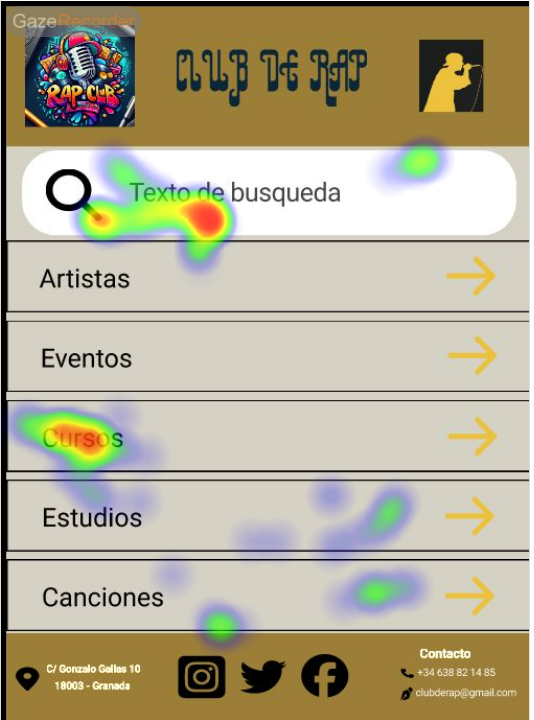 GazeRecorder
RAP CLUB
CLUB DE RAP
Texto de busqueda
Artistas
Eventos
Cursos
Estudios
Canciones
C/ Gonzalo Gallas 10
18003 - Granada
Contacto
+34 638 82 14 85
clubderap@gmail.com